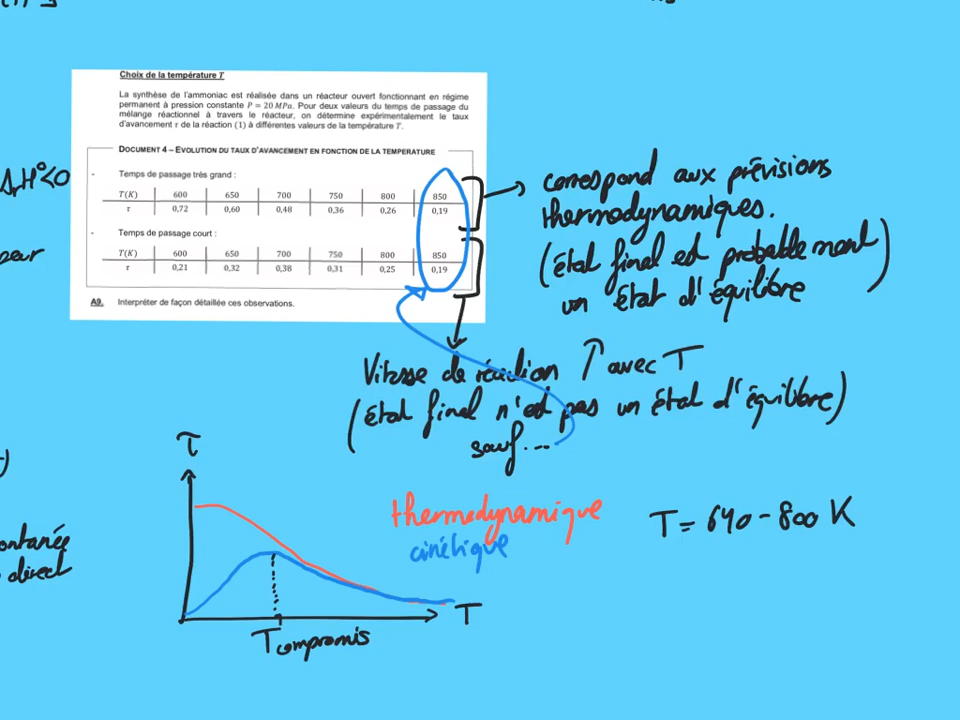 Choix de la température T
La synthèse de l'ammoniac est réalisée dans un réacteur ouvert fonctionnant en régime
permanent à pression constante P = 20 MPa. Pour deux valeurs du temps de passage du
mélange réactionnel à travers le réacteur, on détermine expérimentalement le taux
d'avancement τ de la réaction (1) à différentes valeurs de la température T.
DOCUMENT 4 – EVOLUTION DU TAUX D'AVANCEMENT EN FONCTION DE LA TEMPERATURE
- Temps de passage très grand :
T(K) 600 650 700 750 800 850
τ 0,72 0,60 0,48 0,36 0,26 0,19
- Temps de passage court :
T(K) 600 650 700 750 800 850
τ 0,21 0,32 0,38 0,31 0,25 0,19
A9. Interpréter de façon détaillée ces observations.
ΔrH°<0
correspond aux prévisions
thermodynamiques.
(état final est probablement)
un état d'équilibre
Vitesse de réaction ↑ avec T
(état final n'est pas un état d'équilibre)
sauf...
τ
thermodynamique
cinétique
T = 640 - 800 K
direct
T
Tcompromis